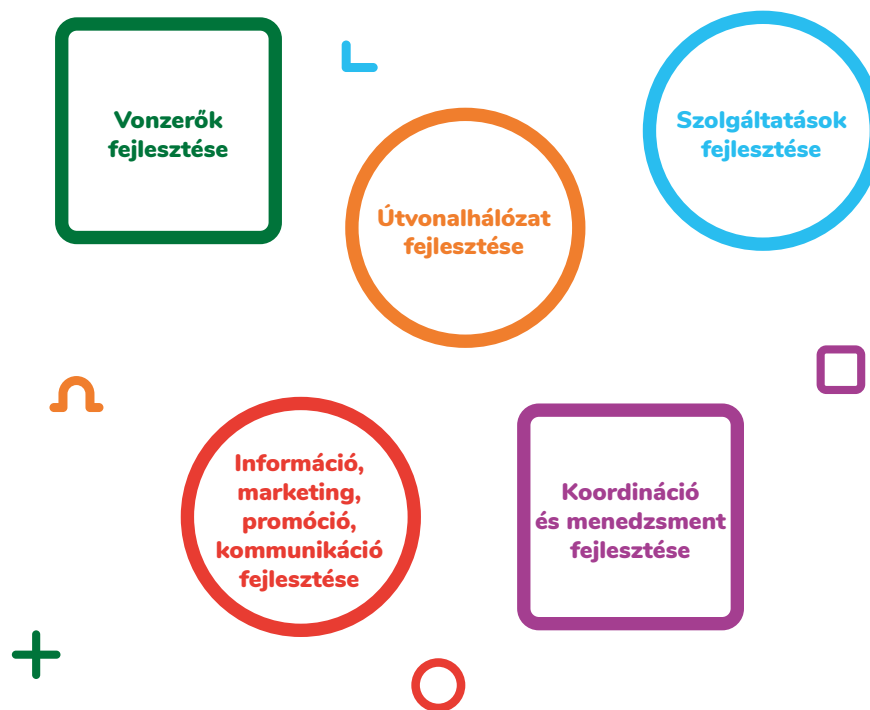 Vonzerők
fejlesztése
Szolgáltatások
fejlesztése
Útvonalhálózat
fejlesztése
Információ,
marketing,
promóció,
kommunikáció
fejlesztése
Koordináció
és menedzsment
fejlesztése